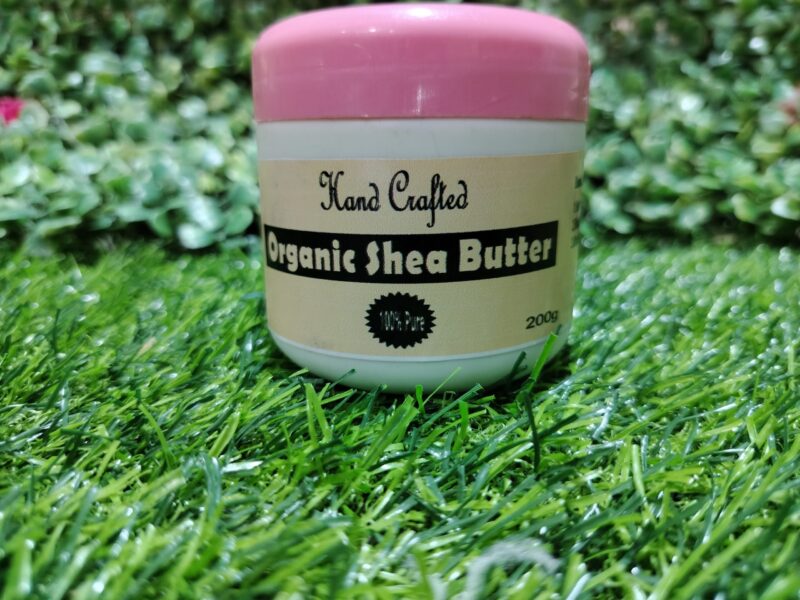 Hand Crafted
Organic Shea Butter
100% Pure
200g